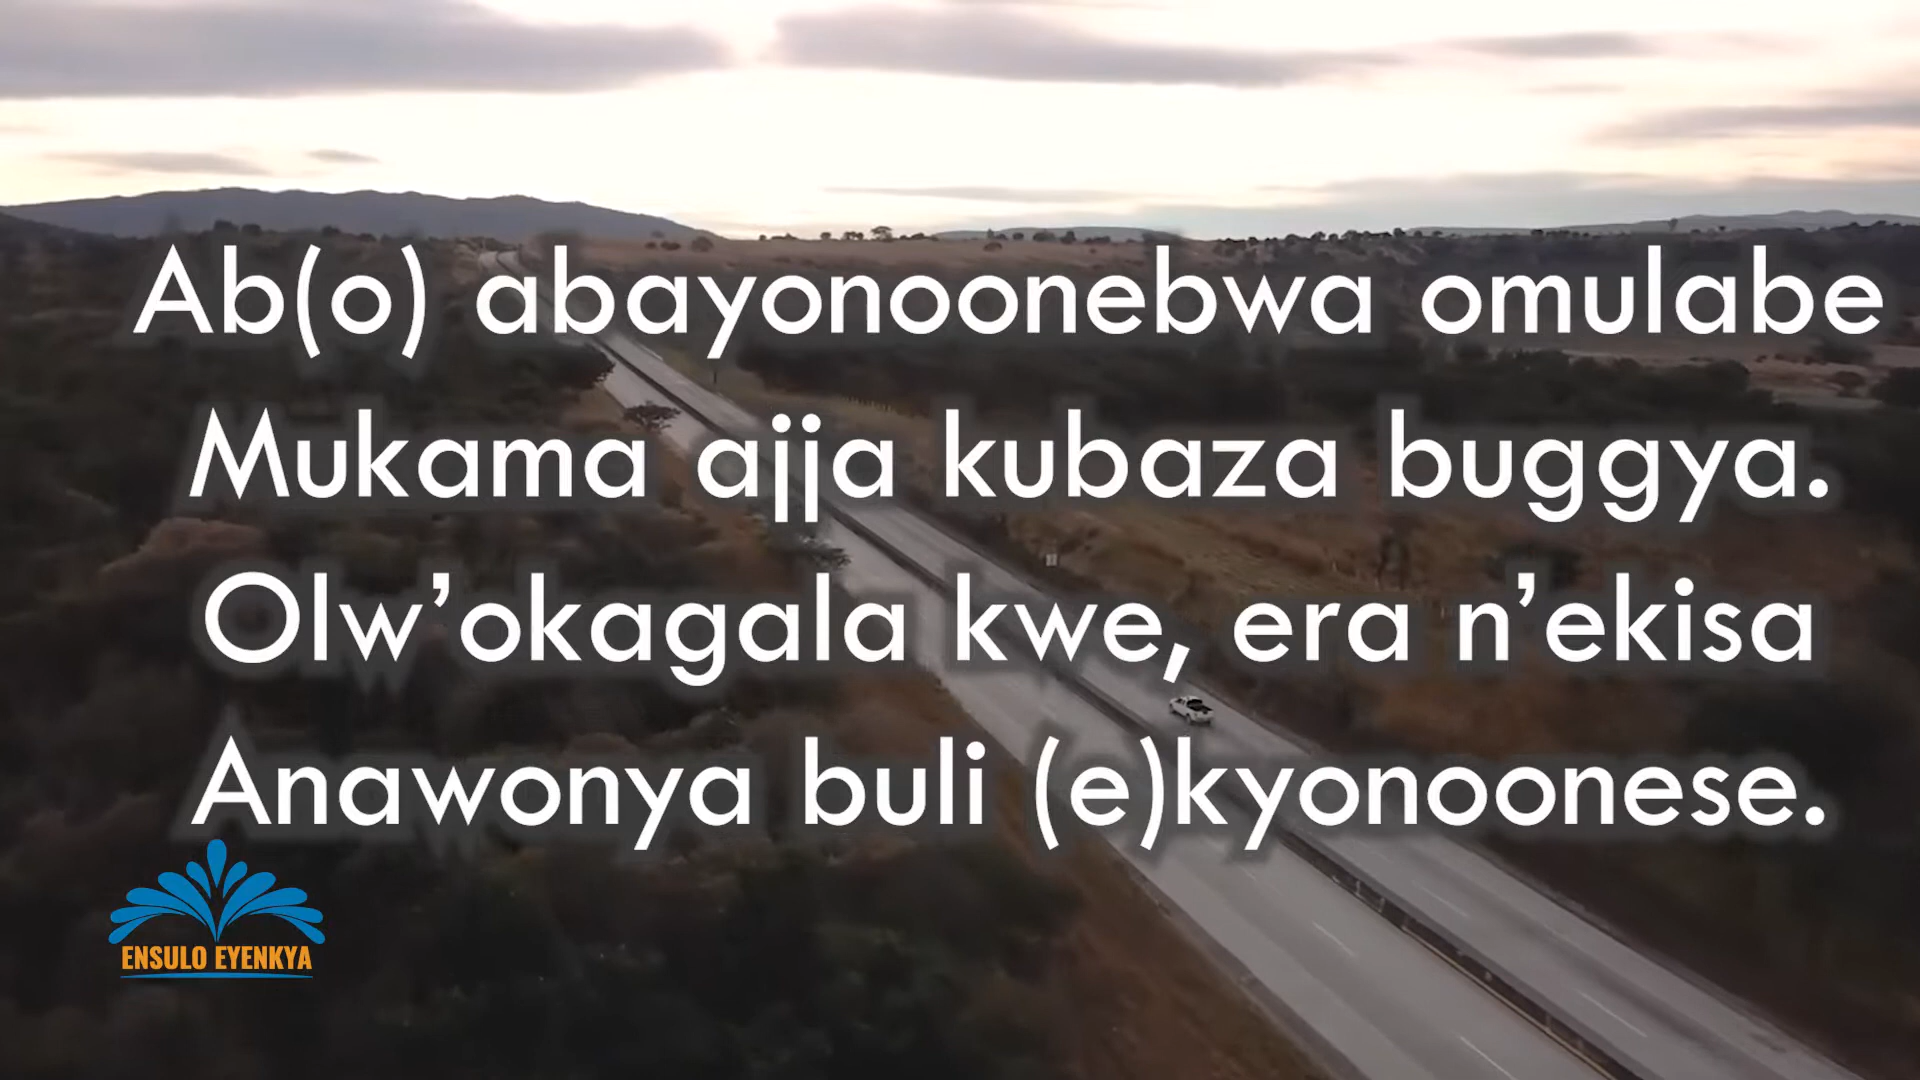 Ab(o) abayonoonebwa omulabe
Mukama ajja kubaza buggya.
Olw’okagala kwe, era n’ekisa
Anawonya buli (e)kyonoonese.
ENSULO EYENKYA